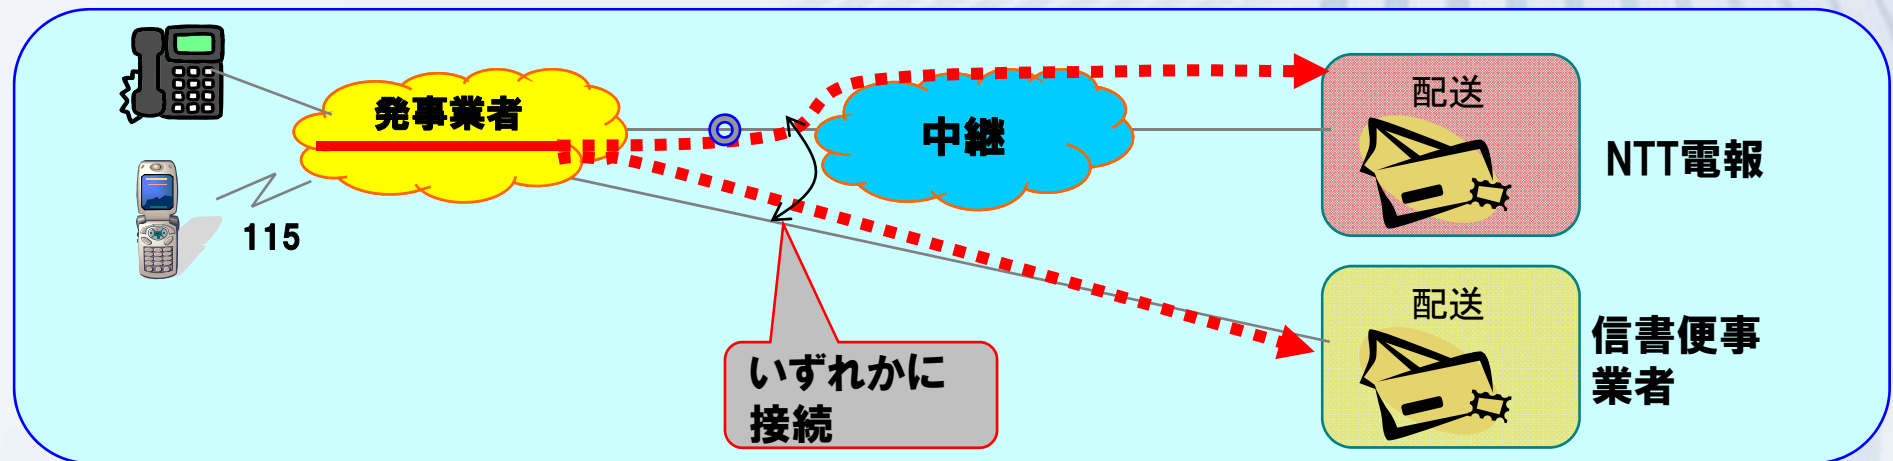 発事業者
中継
配送
NTT電報
115
配送
信書便事
業者
いずれかに
接続